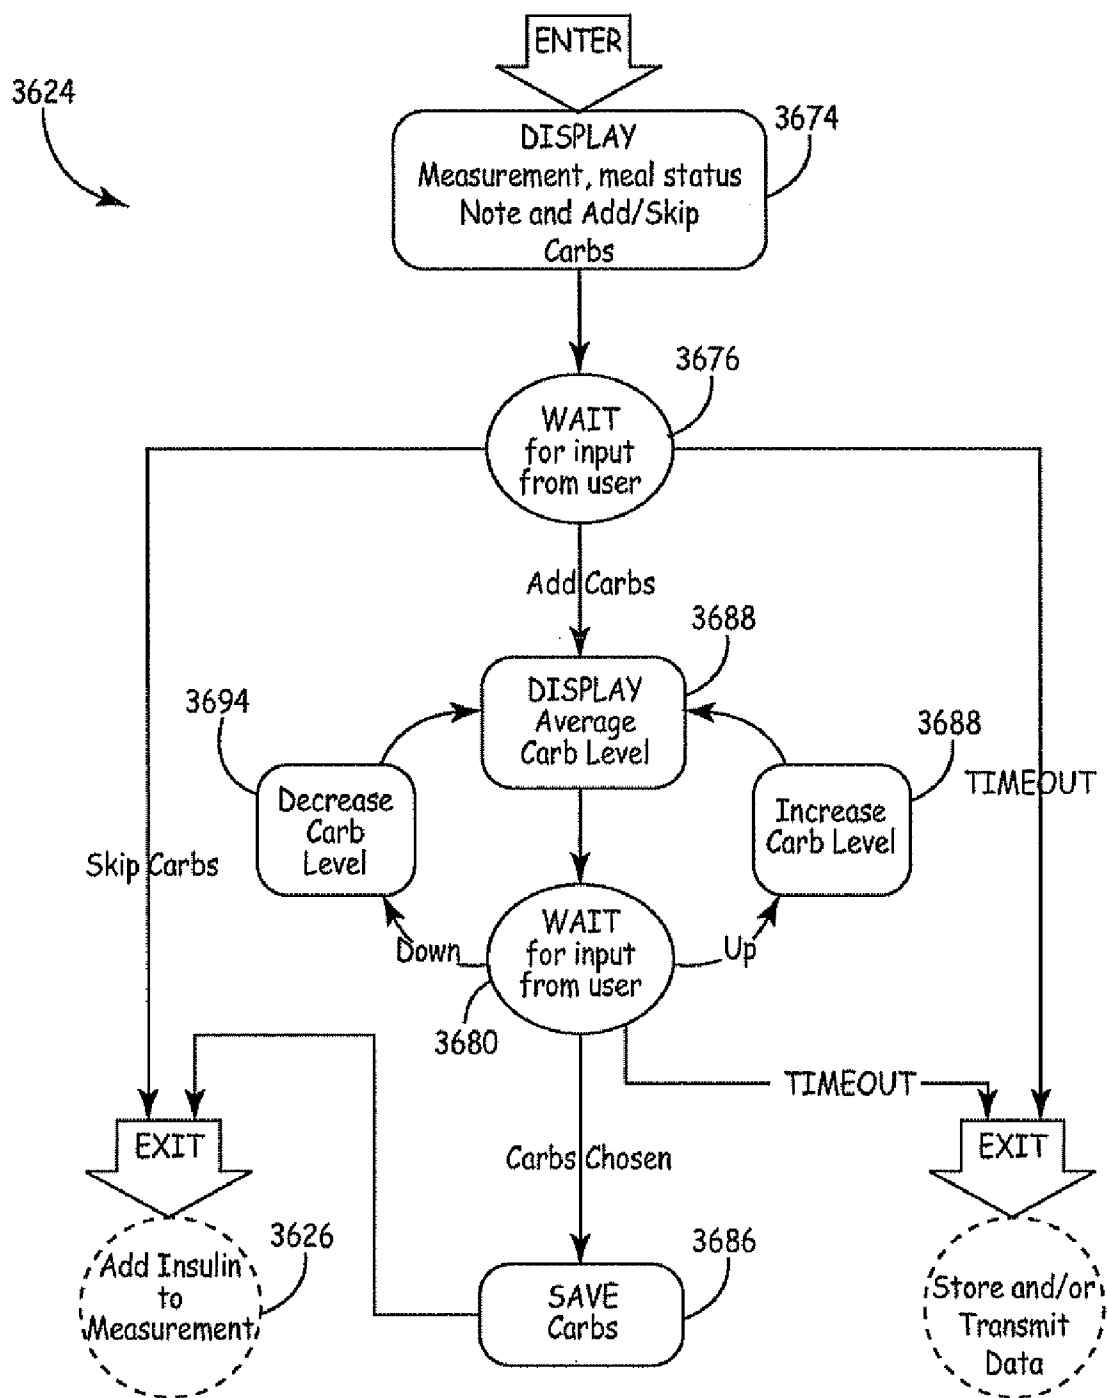 ENTER
3624
3674
DISPLAY
Measurement, meal status
Note and Add/Skip
Carbs
3676
WAIT
for input
from user
Add Carbs
3688
DISPLAY
Average
Carb Level
3694
Decrease
Carb
Level
3688
Increase
Carb Level
TIMEOUT
Skip Carbs
Down
WAIT
for input
from user
Up
3680
TIMEOUT
EXIT
EXIT
Carbs Chosen
3626
Add Insulin
to
Measurement
3686
SAVE
Carbs
Store and/or
Transmit
Data